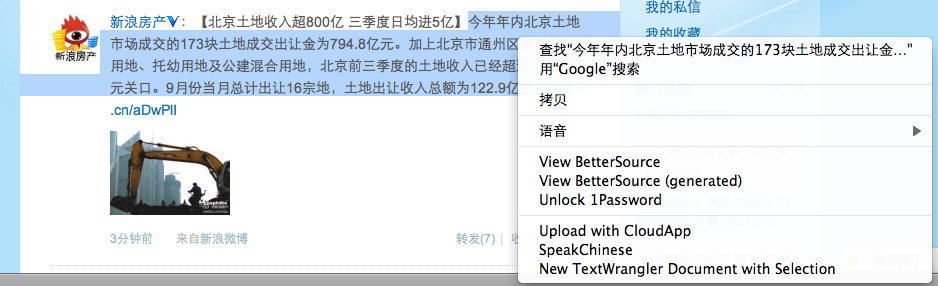 我的私信
我的收藏
新浪房产
新浪房产V：【北京土地收入超800亿 三季度日均进5亿】今年年内北京土地
市场成交的173块土地成交出让金为794.8亿元。加上北京市通州区
用地、托幼用地及公建混合用地，北京前三季度的土地收入已经超
元关口。9月份当月总计出让16宗地，土地出让收入总额为122.9亿
.cn/aDwPlI
3分钟前 来自新浪微博
转发(7)| 收
查找“今年年内北京土地市场成交的173块土地成交出让金...”
用“Google”搜索
拷贝
语音
View BetterSource
View BetterSource (generated)
Unlock 1Password
Upload with CloudApp
SpeakChinese
New TextWrangler Document with Selection